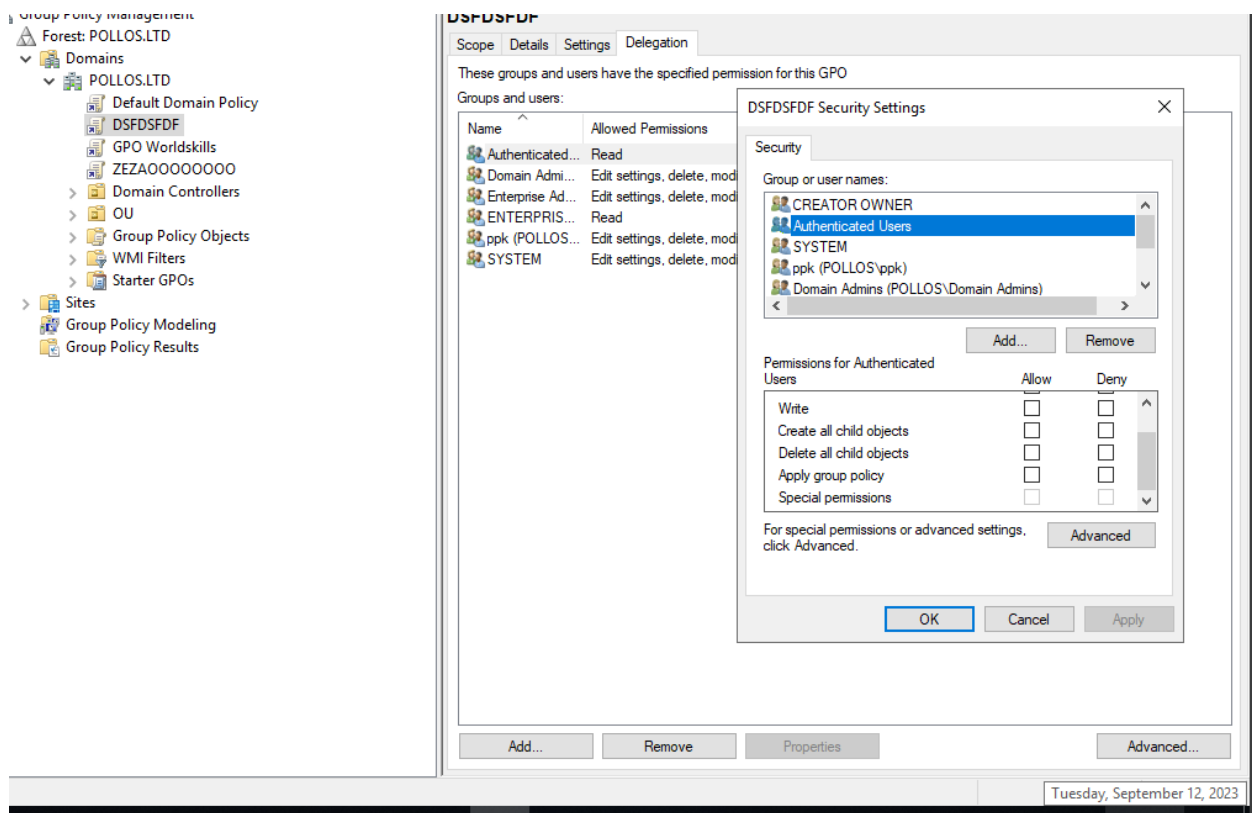 Group Policy Management
Forest: POLLOS.LTD
Domains
POLLOS.LTD
Default Domain Policy
DSFDSFDF
GPO Worldskills
ZEZAOOOOOOOO
Domain Controllers
OU
Group Policy Objects
WMI Filters
Starter GPOs
Sites
Group Policy Modeling
Group Policy Results
DSFDSFDF
Scope Details Settings Delegation
These groups and users have the specified permission for this GPO
Groups and users:
Name Allowed Permissions
Authenticated... Read
Domain Admi... Edit settings, delete, modi
Enterprise Ad... Edit settings, delete, modi
ENTERPRIS... Read
ppk (POLLOS... Edit settings, delete, modi
SYSTEM Edit settings, delete, modi
Add... Remove Properties Advanced...
DSFDSFDF Security Settings
Security
Group or user names:
CREATOR OWNER
Authenticated Users
SYSTEM
ppk (POLLOS\ppk)
Domain Admins (POLLOS\Domain Admins)
Add... Remove
Permissions for Authenticated
Users Allow Deny
Write
Create all child objects
Delete all child objects
Apply group policy
Special permissions
For special permissions or advanced settings,
click Advanced.
Advanced
OK Cancel Apply
Tuesday, September 12, 2023